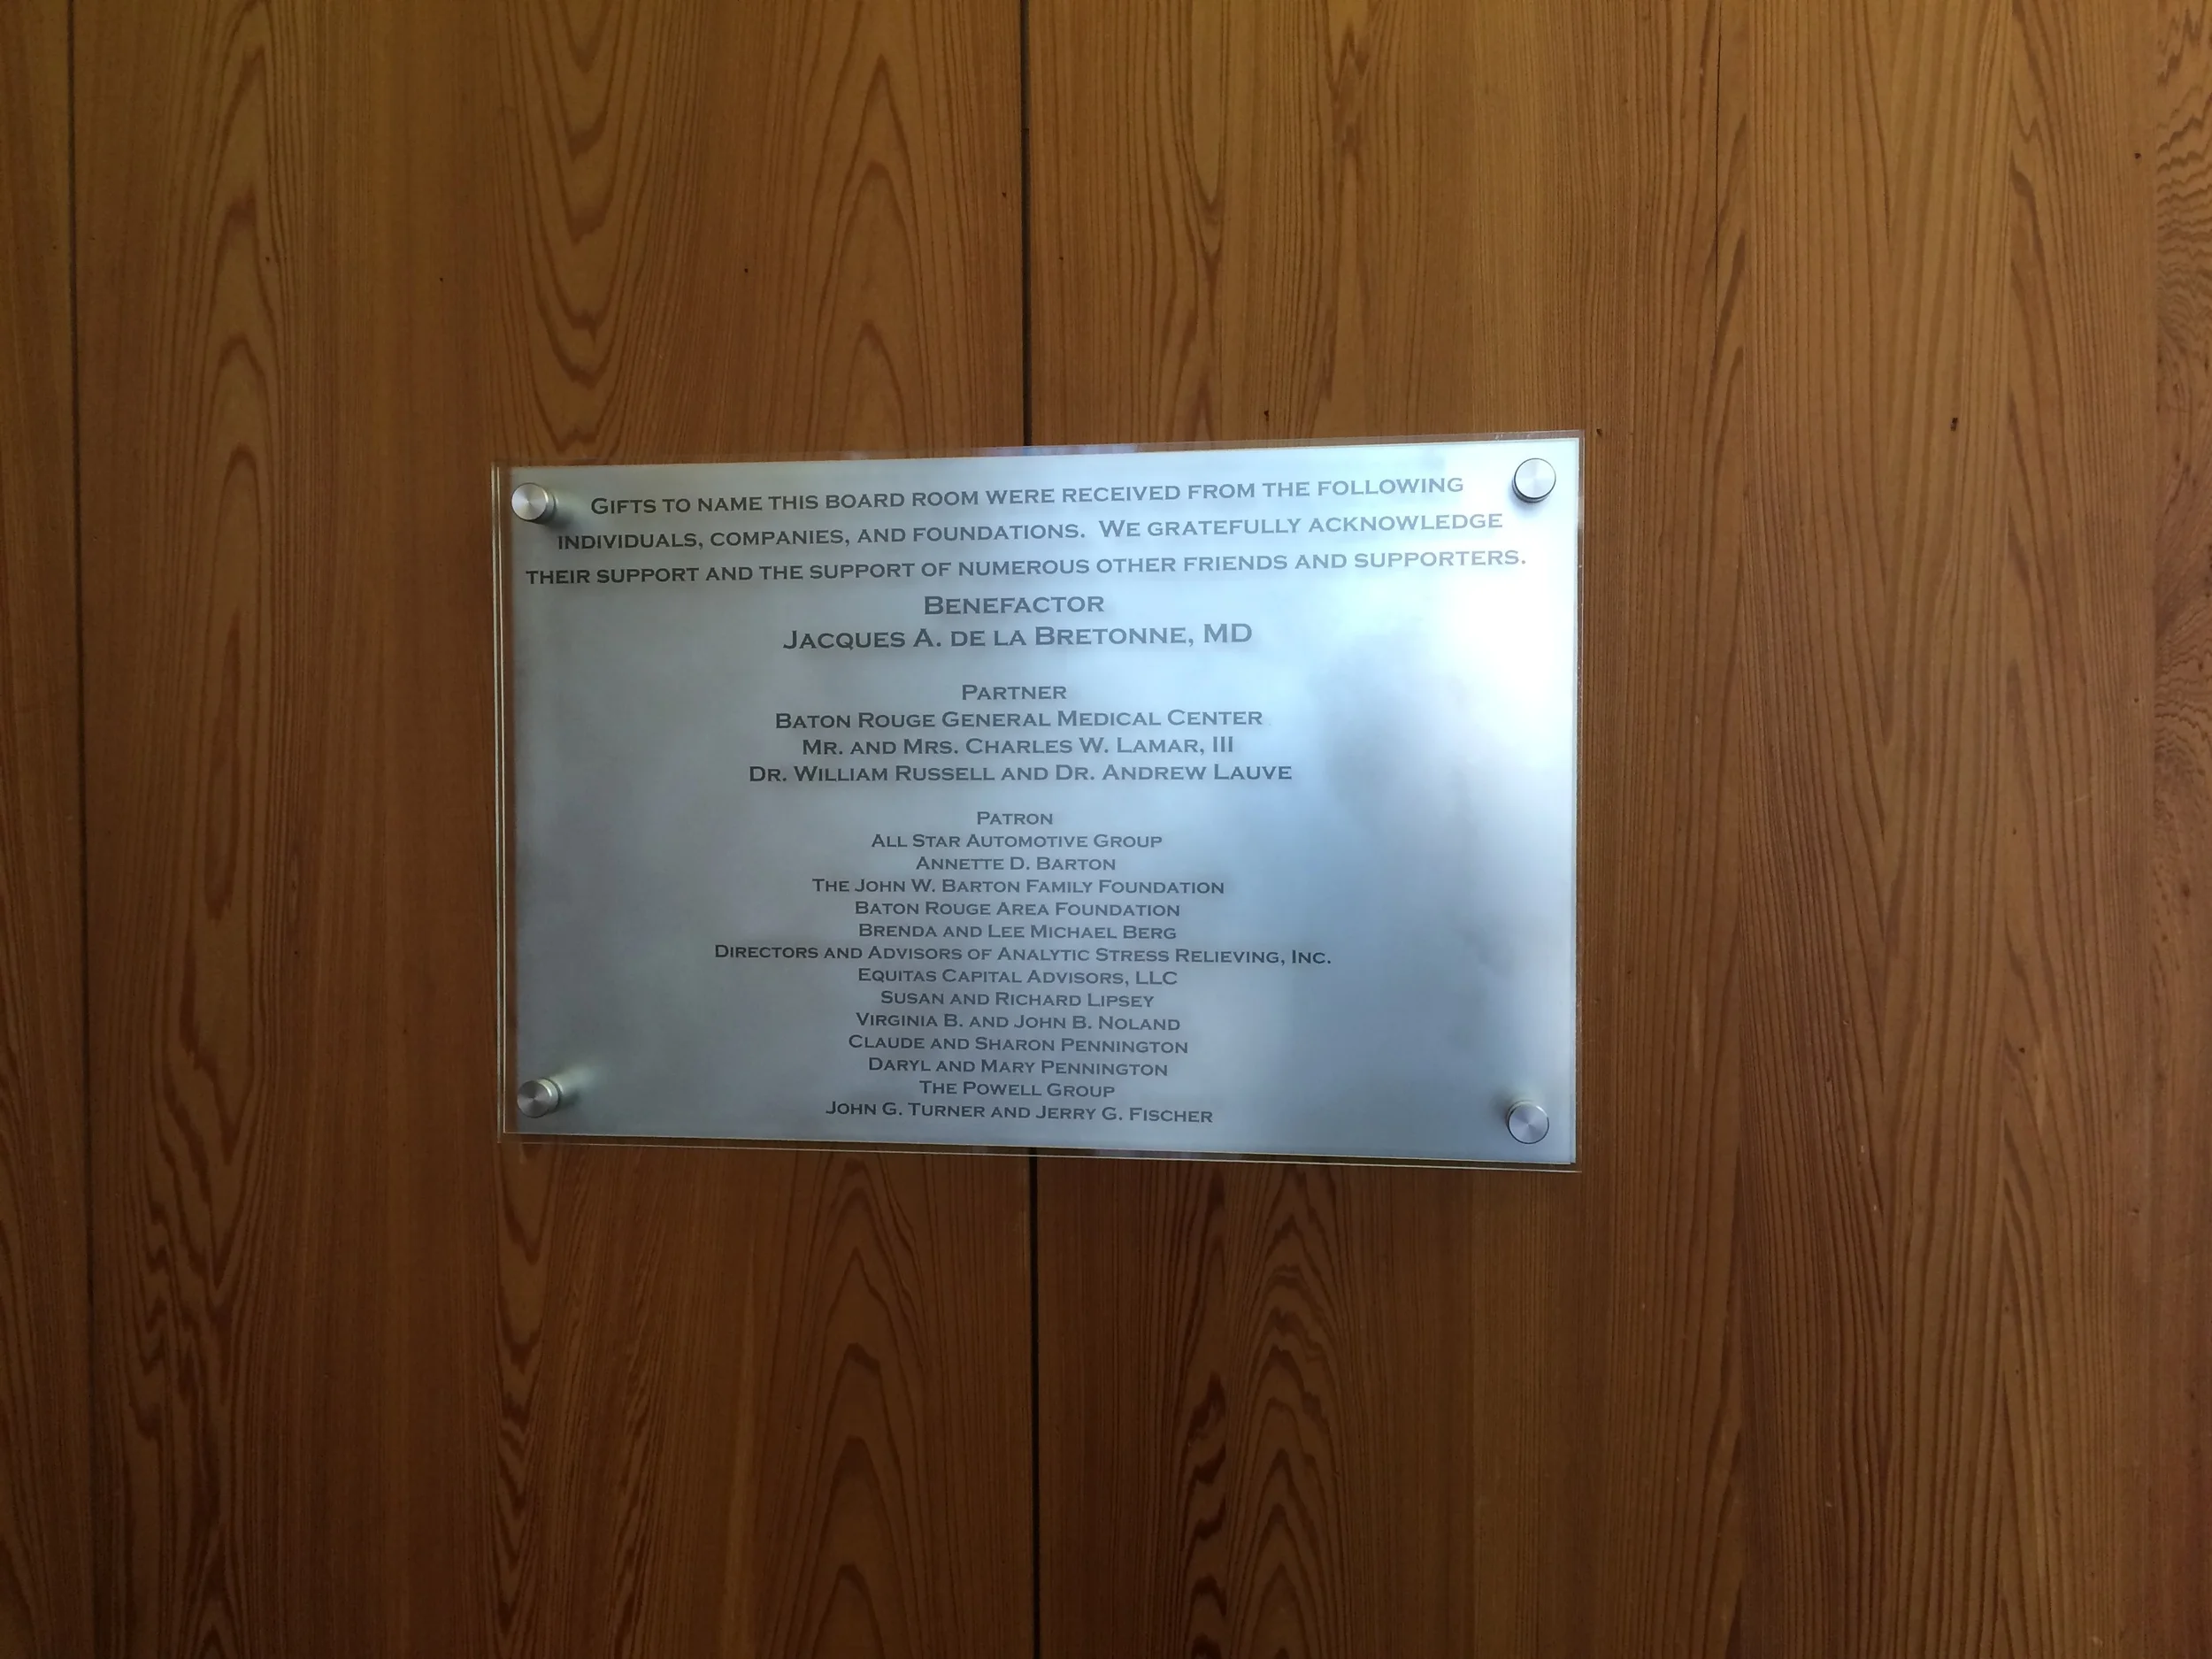 Gifts to name this board room were received from the following
individuals, companies, and foundations. We gratefully acknowledge
their support and the support of numerous other friends and supporters.
Benefactor
Jacques A. de la Bretonne, MD
Partner
Baton Rouge General Medical Center
Mr. and Mrs. Charles W. Lamar, III
Dr. William Russell and Dr. Andrew Lauve
Patron
All Star Automotive Group
Annette D. Barton
The John W. Barton Family Foundation
Baton Rouge Area Foundation
Brenda and Lee Michael Berg
Directors and Advisors of Analytic Stress Relieving, Inc.
Equitas Capital Advisors, LLC
Susan and Richard Lipsey
Virginia B. and John B. Noland
Claude and Sharon Pennington
Daryl and Mary Pennington
The Powell Group
John G. Turner and Jerry G. Fischer